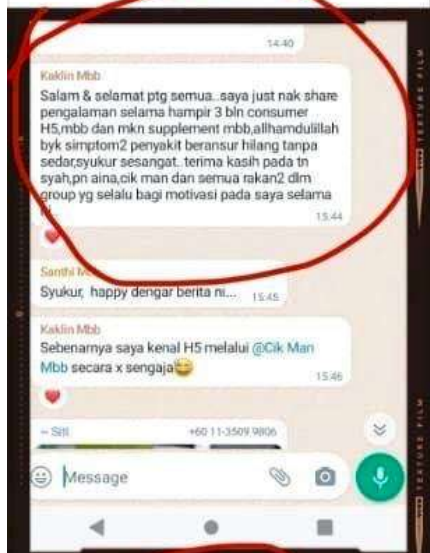 14:40
Kaklin Mbb
Salam & selamat ptg semua..saya just nak share
pengalaman selama hampir 3 bln consumer
H5,mbb dan mkn supplement mbb,allhamdulillah
byk simptom2 penyakit beransur hilang tanpa
sedar,syukur sesangat. terima kasih pada tn
syah,pn aina,cik man dan semua rakan2 dlm
group yg selalu bagi motivasi pada saya selama
15.44
Santhi
Syukur, happy dengar berita ni....
15:45
Kaklin Mbb
Sebenarnya saya kenal H5 melalui @Cik Man
Mbb secara x sengaja😅
15.46
~ Siti +60 11-3509 9806
Message
TEXTURE FILM
TEXTURE FILM